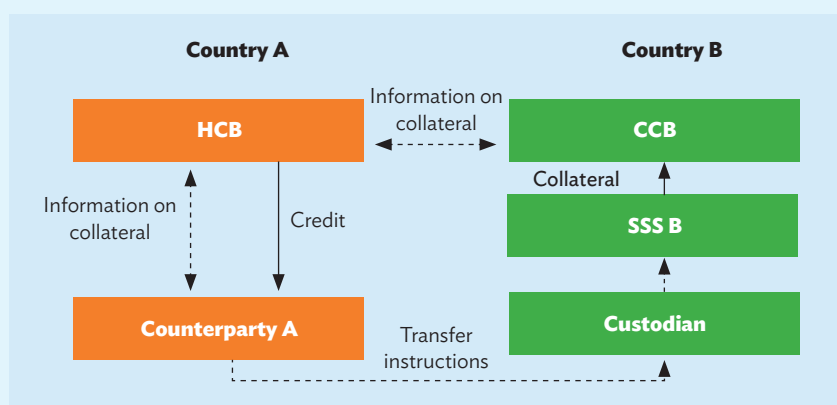 Country A
Country B
HCB
Information on
collateral
CCB
Information on
collateral
Credit
Collateral
SSS B
Counterparty A
Transfer
instructions
Custodian